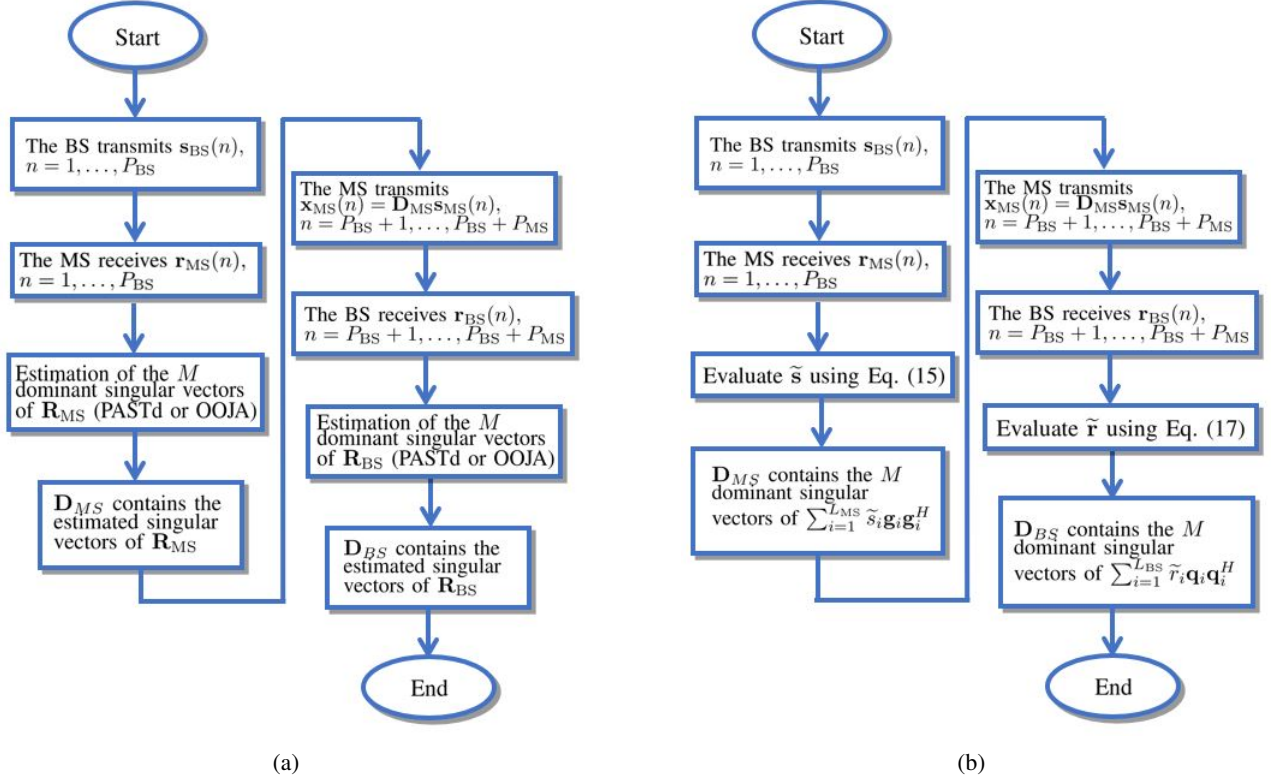 Start
The BS transmits s_BS(n),
n = 1, . . . , P_BS
The MS receives r_MS(n),
n = 1, . . . , P_BS
Estimation of the M
dominant singular vectors
of R_MS (PASTd or OOJA)
D_MS contains the
estimated singular
vectors of R_MS
The MS transmits
x_MS(n) = D_MS s_MS(n),
n = P_BS + 1, . . . , P_BS + P_MS
The BS receives r_BS(n),
n = P_BS + 1, . . . , P_BS + P_MS
Estimation of the M
dominant singular vectors
of R_BS (PASTd or OOJA)
D_BS contains the
estimated singular
vectors of R_BS
End
(a)
Start
The BS transmits s_BS(n),
n = 1, . . . , P_BS
The MS receives r_MS(n),
n = 1, . . . , P_BS
Evaluate s̃ using Eq. (15)
D_MS contains the M
dominant singular
vectors of ∑_{i=1}^{L_MS} s̃_i g_i g_i^H
The MS transmits
x_MS(n) = D_MS s_MS(n),
n = P_BS + 1, . . . , P_BS + P_MS
The BS receives r_BS(n),
n = P_BS + 1, . . . , P_BS + P_MS
Evaluate r̃ using Eq. (17)
D_BS contains the M
dominant singular
vectors of ∑_{i=1}^{L_BS} r̃_i q_i q_i^H
End
(b)